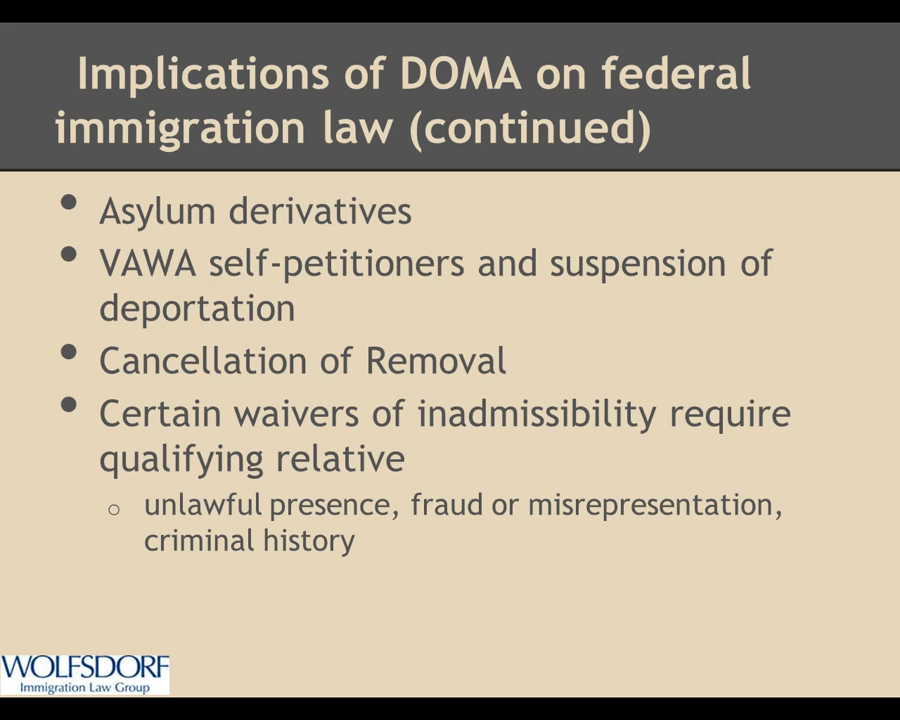 Implications of DOMA on federal
immigration law (continued)
• Asylum derivatives
• VAWA self-petitioners and suspension of
deportation
• Cancellation of Removal
• Certain waivers of inadmissibility require
qualifying relative
○ unlawful presence, fraud or misrepresentation,
criminal history
WOLFSDORF
Immigration Law Group